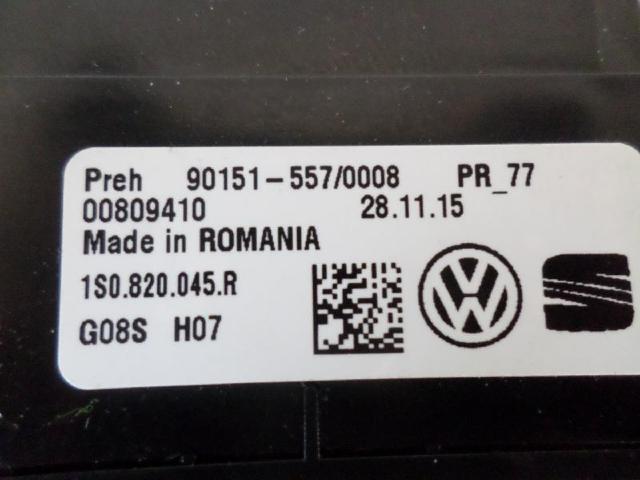 Preh 90151-557/0008 PR_77
00809410 28.11.15
Made in ROMANIA
1S0.820.045.R
G08S H07